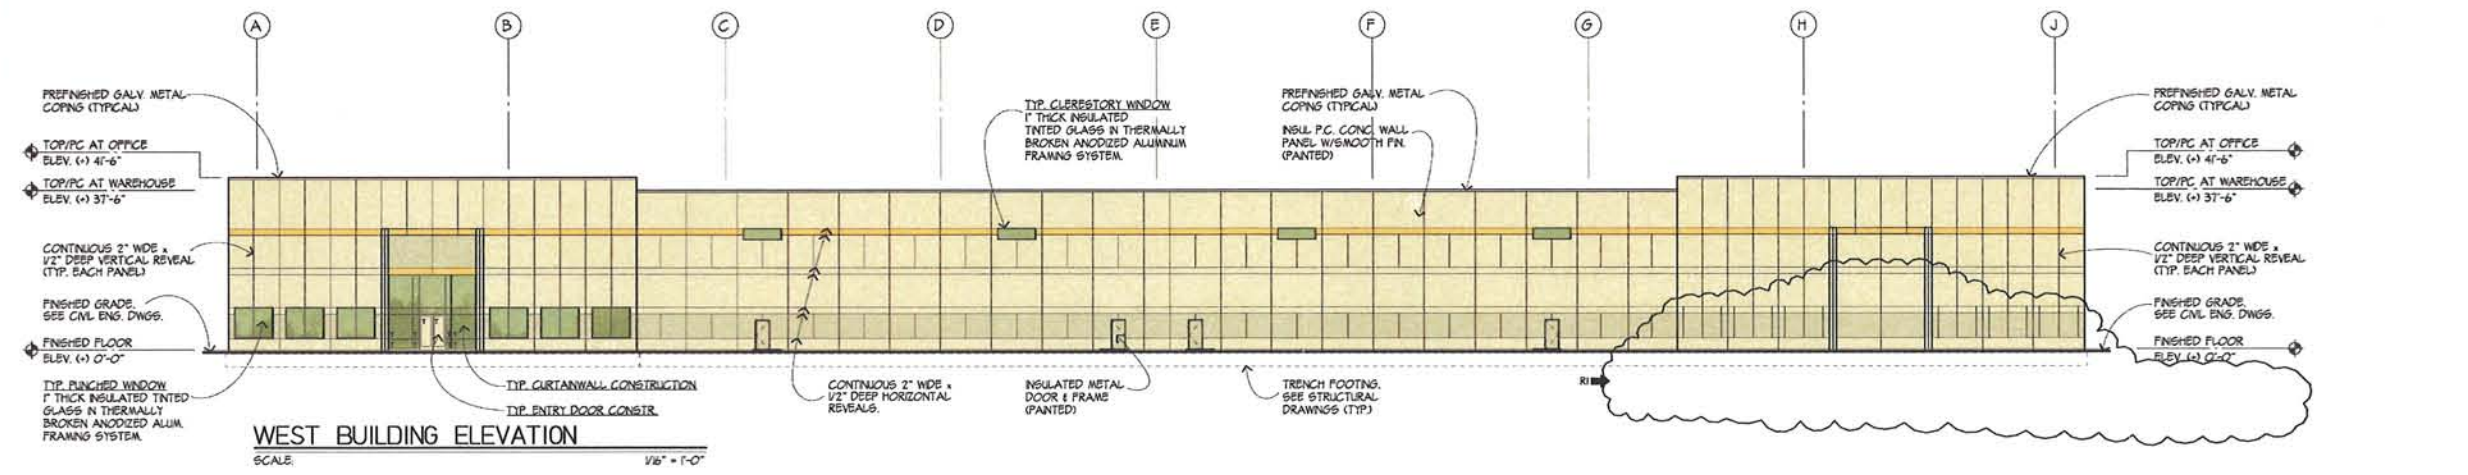 A B C D E F G H J
PREFINISHED GALV. METAL
COPING (TYPICAL)
TOP/PC AT OFFICE
ELEV. (+) 41'-6"
TOP/PC AT WAREHOUSE
ELEV. (+) 37'-6"
CONTINUOUS 2" WIDE x
1/2" DEEP VERTICAL REVEAL
(TYP. EACH PANEL)
FINISHED GRADE,
SEE CIVIL ENG. DWGS.
FINISHED FLOOR
ELEV. (+) 0'-0"
TYP. PUNCHED WINDOW
1" THICK INSULATED TINTED
GLASS IN THERMALLY
BROKEN ANODIZED ALUM.
FRAMING SYSTEM.
TYP. CURTAINWALL CONSTRUCTION
TYP. ENTRY DOOR CONSTR.
CONTINUOUS 2" WIDE x
1/2" DEEP HORIZONTAL
REVEALS.
TYP. CLERESTORY WINDOW
1" THICK INSULATED
TINTED GLASS IN THERMALLY
BROKEN ANODIZED ALUMINUM
FRAMING SYSTEM.
INSULATED METAL
DOOR & FRAME
(PAINTED)
PREFINISHED GALV. METAL
COPING (TYPICAL)
INSUL P.C. CONC. WALL
PANEL W/SMOOTH FIN.
(PAINTED)
TRENCH FOOTING,
SEE STRUCTURAL
DRAWINGS (TYP.)
R1
PREFINISHED GALV. METAL
COPING (TYPICAL)
TOP/PC AT OFFICE
ELEV. (+) 41'-6"
TOP/PC AT WAREHOUSE
ELEV. (+) 37'-6"
CONTINUOUS 2" WIDE x
1/2" DEEP VERTICAL REVEAL
(TYP. EACH PANEL)
FINISHED GRADE,
SEE CIVIL ENG. DWGS.
FINISHED FLOOR
ELEV. (+) 0'-0"
WEST BUILDING ELEVATION
SCALE: 1/16" = 1'-0"